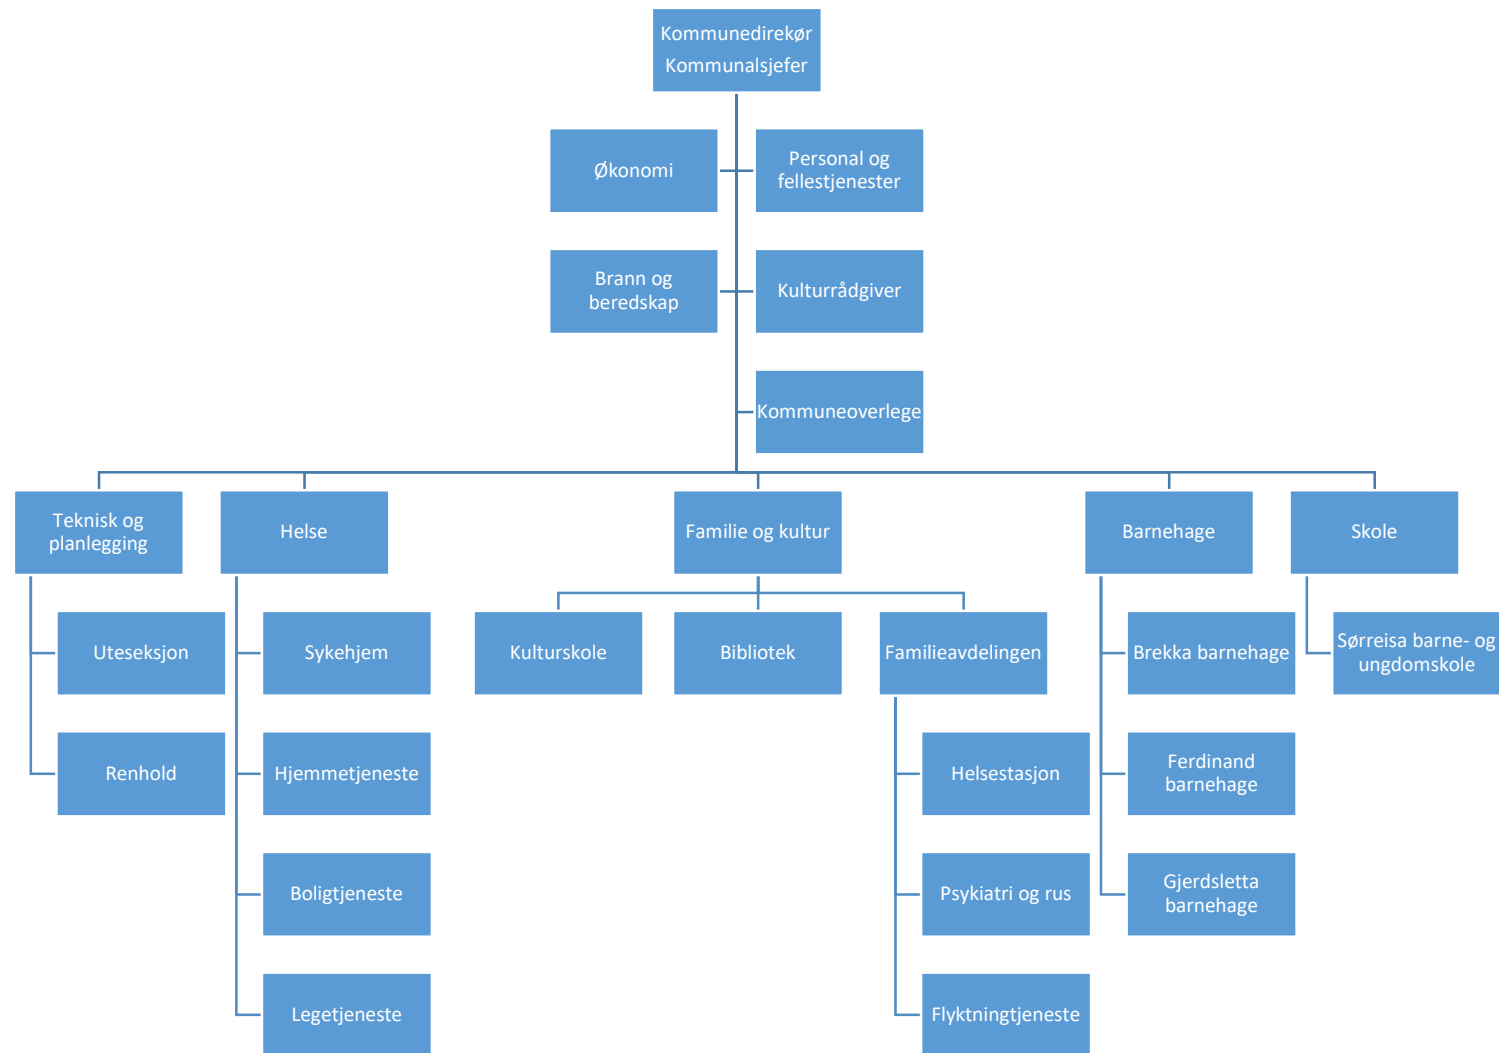 Kommunedirekør
Kommunalsjefer
Økonomi
Personal og
fellestjenester
Brann og
beredskap
Kulturrådgiver
Kommuneoverlege
Teknisk og
planlegging
Helse
Familie og kultur
Barnehage
Skole
Uteseksjon
Sykehjem
Kulturskole
Bibliotek
Familieavdelingen
Brekka barnehage
Sørreisa barne- og
ungdomskole
Renhold
Hjemmetjeneste
Helsestasjon
Ferdinand
barnehage
Boligtjeneste
Psykiatri og rus
Gjerdsletta
barnehage
Legetjeneste
Flyktningtjeneste